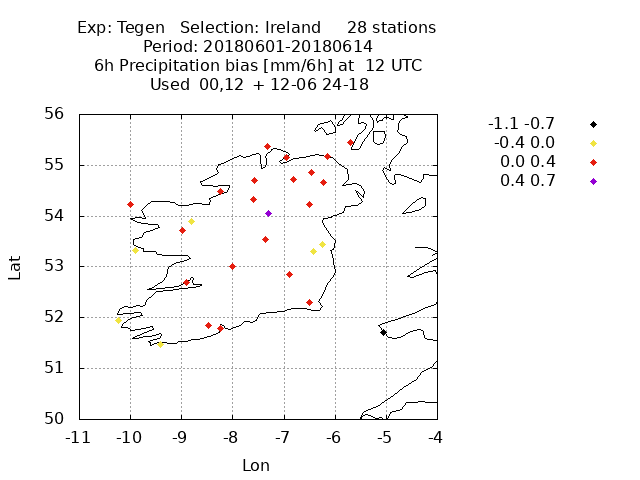 Exp: Tegen   Selection: Ireland     28 stations
Period: 20180601-20180614
6h Precipitation bias [mm/6h] at  12 UTC
Used  00,12  + 12-06 24-18
-1.1 -0.7
-0.4 0.0
0.0 0.4
0.4 0.7
56
55
54
53
52
51
50
Lat
-11 -10 -9 -8 -7 -6 -5 -4
Lon